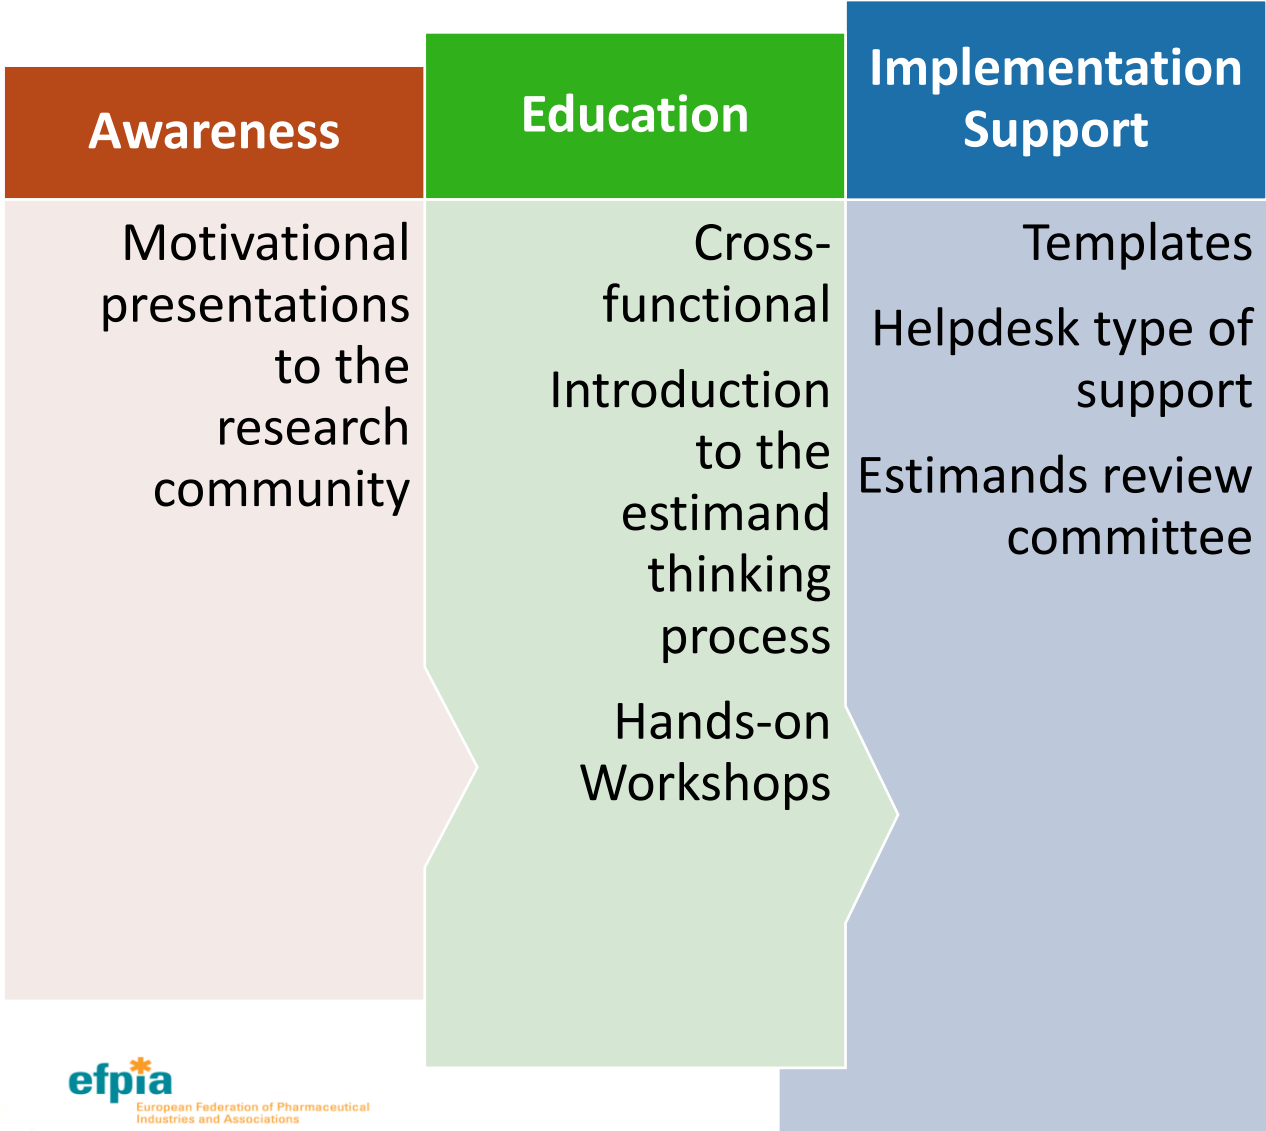 Awareness
Motivational
presentations
to the
research
community
Education
Cross-
functional
Introduction
to the
estimand
thinking
process
Hands-on
Workshops
Implementation
Support
Templates
Helpdesk type of
support
Estimands review
committee
efpia
European Federation of Pharmaceutical
Industries and Associations